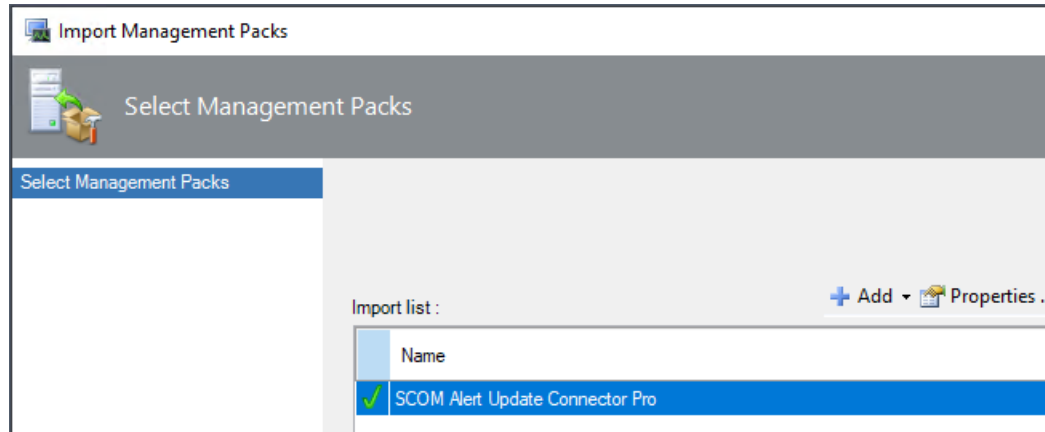 Import Management Packs
Select Management Packs
Select Management Packs
Import list :
Add
Properties .
Name
SCOM Alert Update Connector Pro